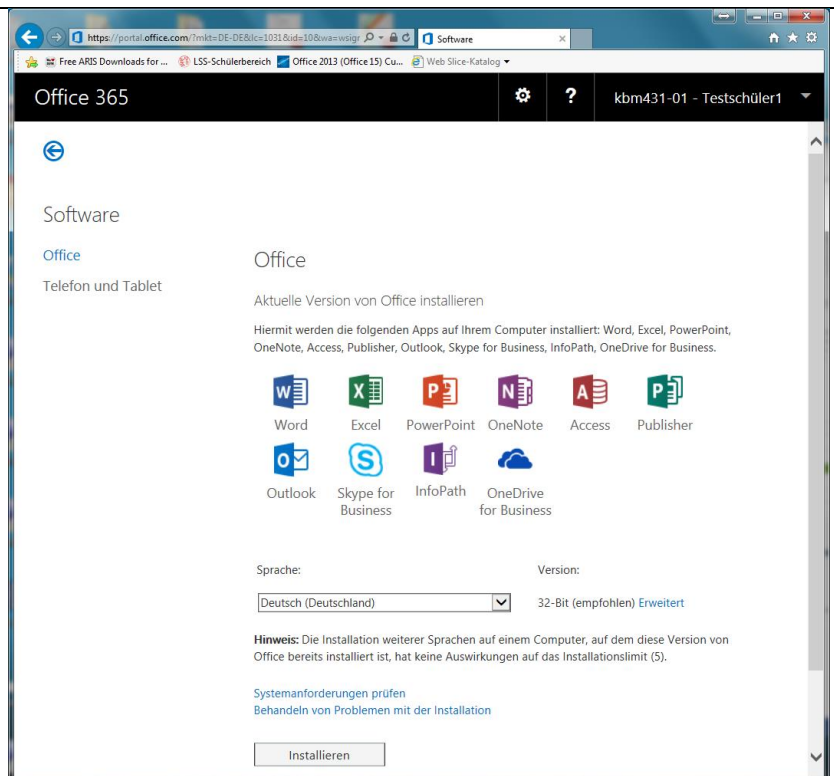 https://portal.office.com/?mkt=DE-DE&lc=1031&id=10&wa=wsigr
Software
Free ARIS Downloads for ...
LSS-Schülerbereich
Office 2013 (Office 15) Cu...
Web Slice-Katalog
Office 365
?
kbm431-01 - Testschüler1
Software
Office
Telefon und Tablet
Office
Aktuelle Version von Office installieren
Hiermit werden die folgenden Apps auf Ihrem Computer installiert: Word, Excel, PowerPoint,
OneNote, Access, Publisher, Outlook, Skype for Business, InfoPath, OneDrive for Business.
Word
Excel
PowerPoint
OneNote
Access
Publisher
Outlook
Skype for
Business
InfoPath
OneDrive
for Business
Sprache:
Version:
Deutsch (Deutschland)
32-Bit (empfohlen) Erweitert
Hinweis: Die Installation weiterer Sprachen auf einem Computer, auf dem diese Version von
Office bereits installiert ist, hat keine Auswirkungen auf das Installationslimit (5).
Systemanforderungen prüfen
Behandeln von Problemen mit der Installation
Installieren